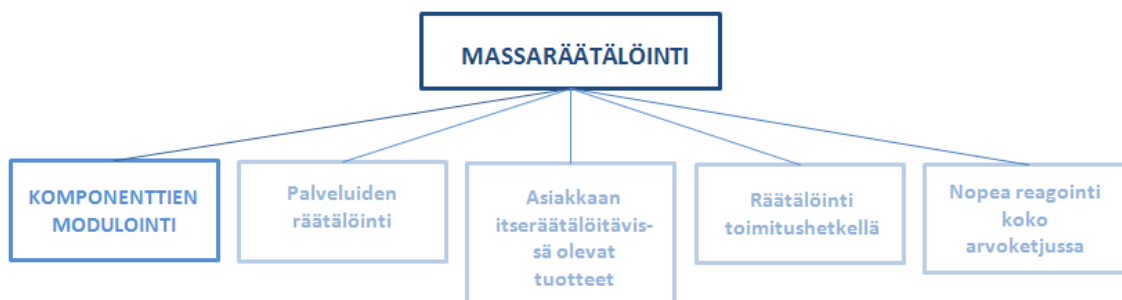 MASSARÄÄTÄLÖINTI
KOMPONENTTIEN
MODULOINTI
Palveluiden
räätälöinti
Asiakkaan
itseräätälöitävis-
sä olevat
tuotteet
Räätälöinti
toimitushetkellä
Nopea reagointi
koko
arvoketjussa